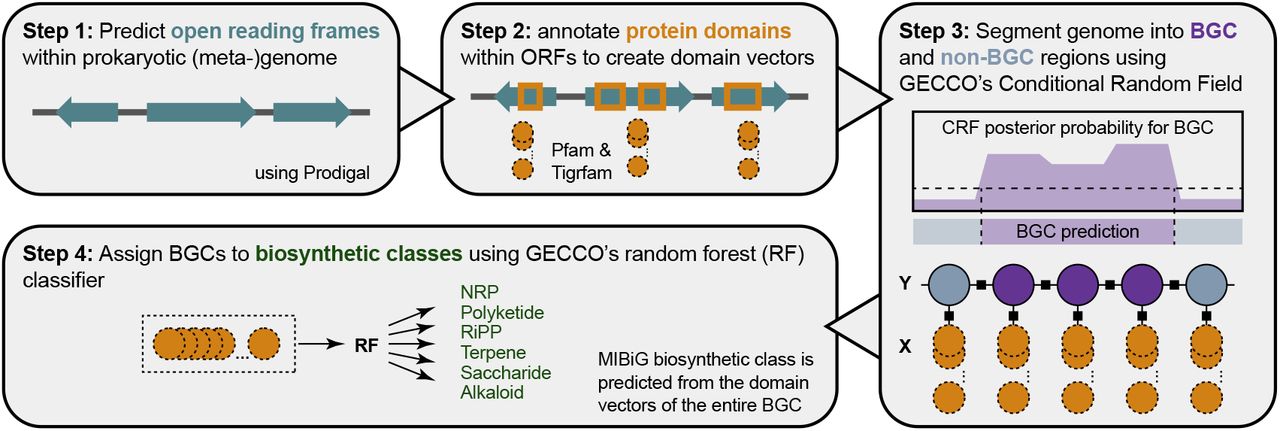 Step 1: Predict open reading frames
within prokaryotic (meta-)genome
using Prodigal
Step 2: annotate protein domains
within ORFs to create domain vectors
Pfam &
Tigrfam
Step 3: Segment genome into BGC
and non-BGC regions using
GECCO's Conditional Random Field
CRF posterior probability for BGC
BGC prediction
Y
X
Step 4: Assign BGCs to biosynthetic classes using GECCO's random forest (RF)
classifier
RF
NRP
Polyketide
RiPP
Terpene
Saccharide
Alkaloid
MIBiG biosynthetic class is
predicted from the domain
vectors of the entire BGC